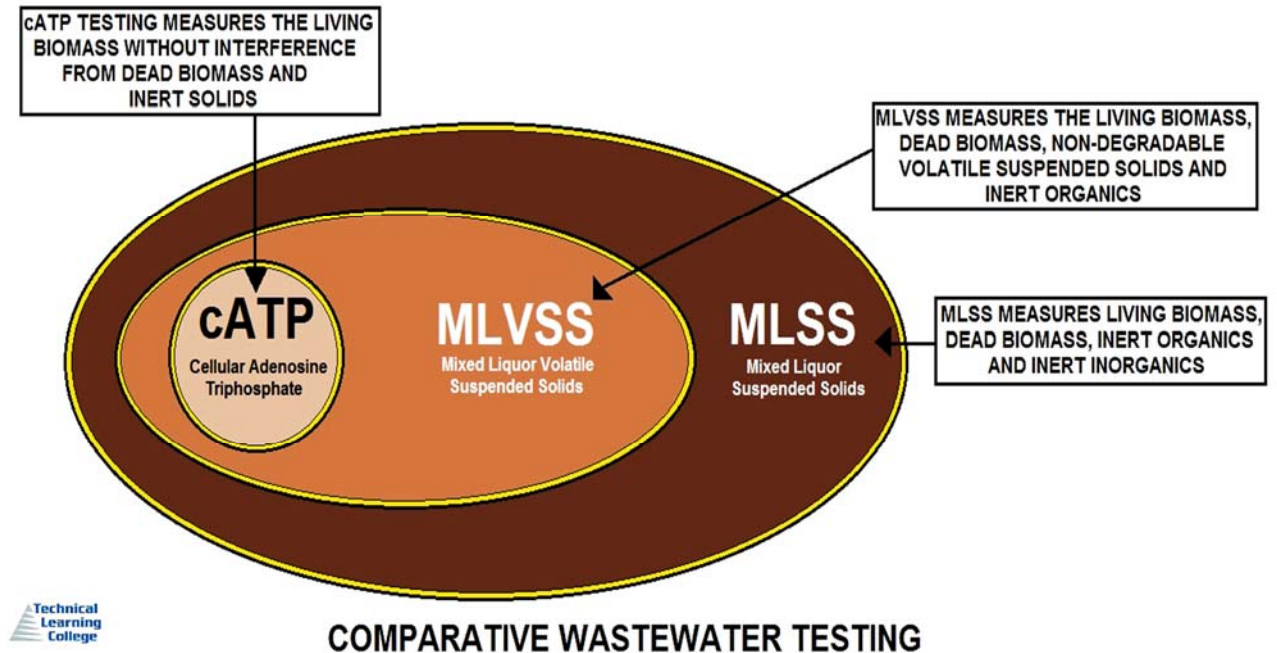 cATP TESTING MEASURES THE LIVING
BIOMASS WITHOUT INTERFERENCE
FROM DEAD BIOMASS AND
INERT SOLIDS
MLVSS MEASURES THE LIVING BIOMASS,
DEAD BIOMASS, NON-DEGRADABLE
VOLATILE SUSPENDED SOLIDS AND
INERT ORGANICS
cATP
Cellular Adenosine
Triphosphate
MLVSS
Mixed Liquor Volatile
Suspended Solids
MLSS
Mixed Liquor
Suspended Solids
MLSS MEASURES LIVING BIOMASS,
DEAD BIOMASS, INERT ORGANICS
AND INERT INORGANICS
Technical
Learning
College
COMPARATIVE WASTEWATER TESTING